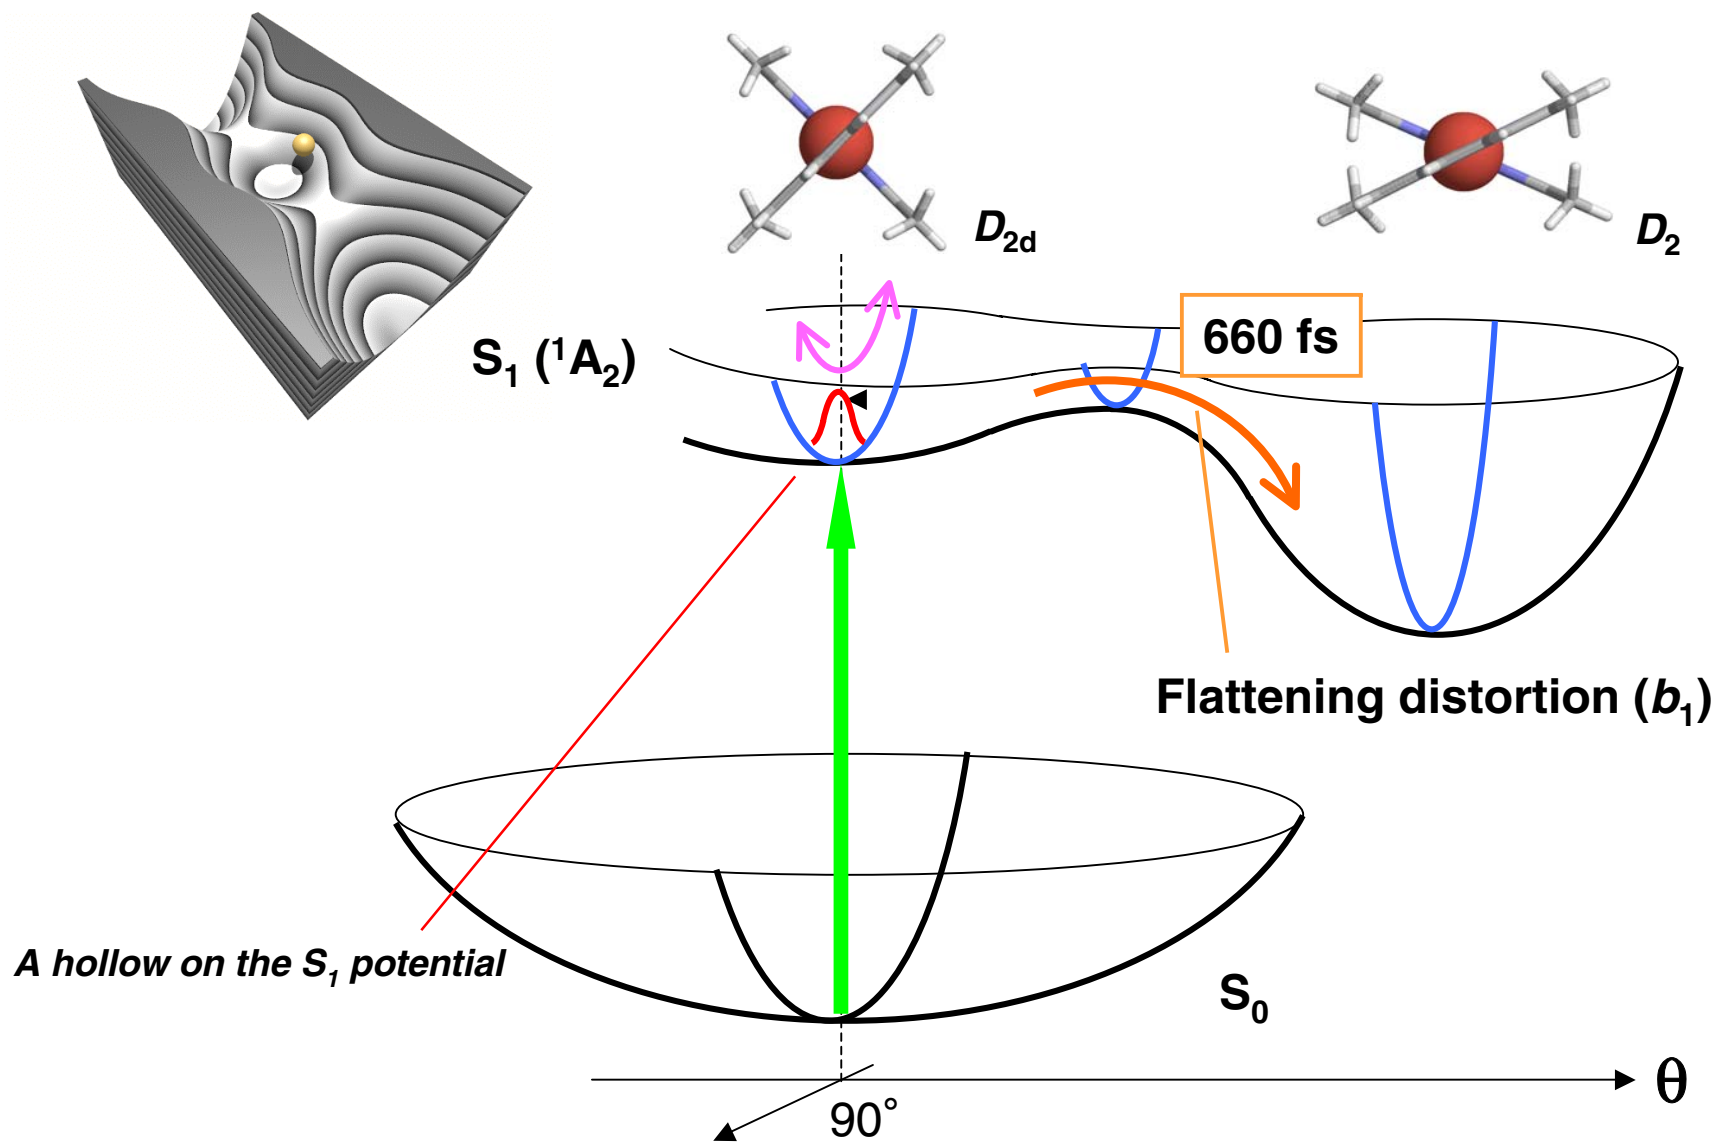 D2d
D2
S1 (1A2)
660 fs
Flattening distortion (b1)
A hollow on the S1 potential
S0
θ
90°